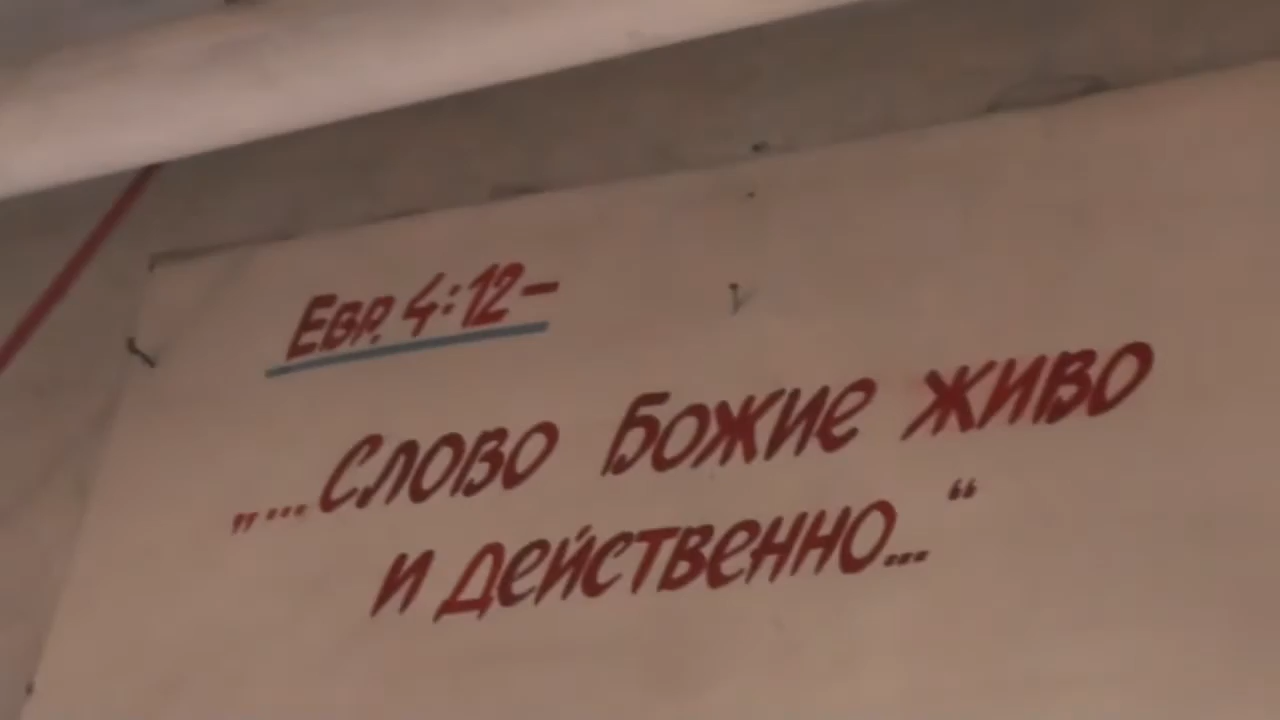 Евр. 4:12-
„...Слово Божие живо
и действенно...“